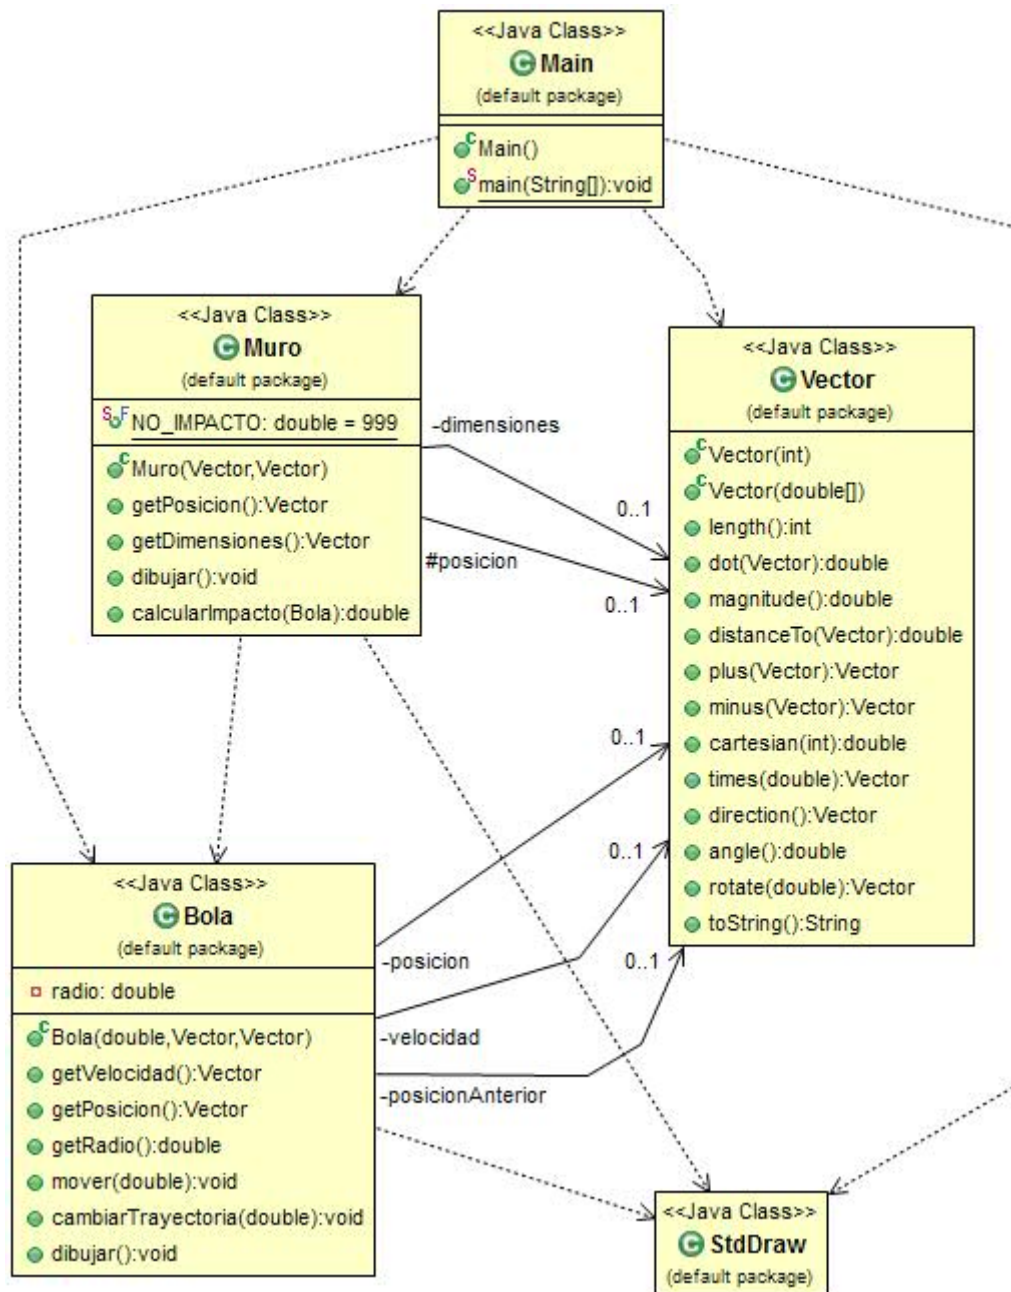 <<Java Class>>
Main
(default package)
Main()
main(String[]):void
<<Java Class>>
Muro
(default package)
NO_IMPACTO: double = 999
Muro(Vector,Vector)
getPosicion():Vector
getDimensiones():Vector
dibujar():void
calcularImpacto(Bola):double
-dimensiones
0..1
#posicion
0..1
<<Java Class>>
Vector
(default package)
Vector(int)
Vector(double[])
length():int
dot(Vector):double
magnitude():double
distanceTo(Vector):double
plus(Vector):Vector
minus(Vector):Vector
cartesian(int):double
times(double):Vector
direction():Vector
angle():double
rotate(double):Vector
toString():String
<<Java Class>>
Bola
(default package)
radio: double
Bola(double,Vector,Vector)
getVelocidad():Vector
getPosicion():Vector
getRadio():double
mover(double):void
cambiarTrayectoria(double):void
dibujar():void
0..1
-posicion
0..1
-velocidad
0..1
-posicionAnterior
<<Java Class>>
StdDraw
(default package)